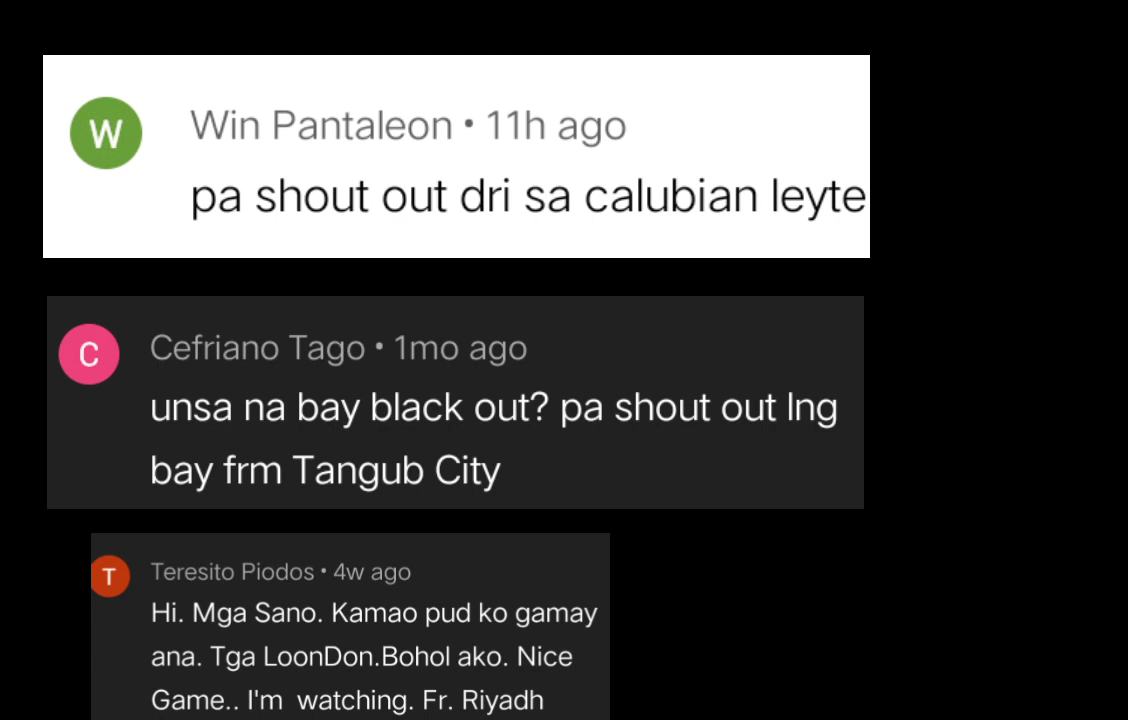 W
Win Pantaleon • 11h ago
pa shout out dri sa calubian leyte
C
Cefriano Tago • 1mo ago
unsa na bay black out? pa shout out lng
bay frm Tangub City
T
Teresito Piodos • 4w ago
Hi. Mga Sano. Kamao pud ko gamay
ana. Tga LoonDon.Bohol ako. Nice
Game.. I'm  watching. Fr. Riyadh